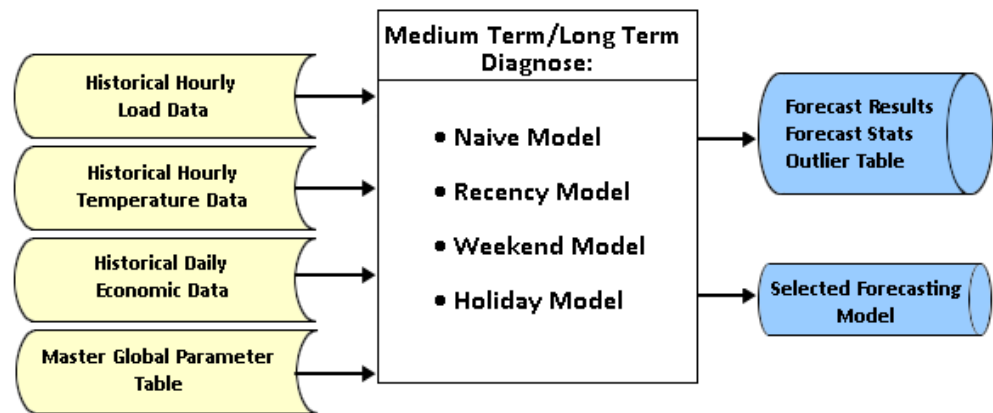 Historical Hourly
Load Data
Historical Hourly
Temperature Data
Historical Daily
Economic Data
Master Global Parameter
Table
Medium Term/Long Term
Diagnose:
• Naive Model
• Recency Model
• Weekend Model
• Holiday Model
Forecast Results
Forecast Stats
Outlier Table
Selected Forecasting
Model